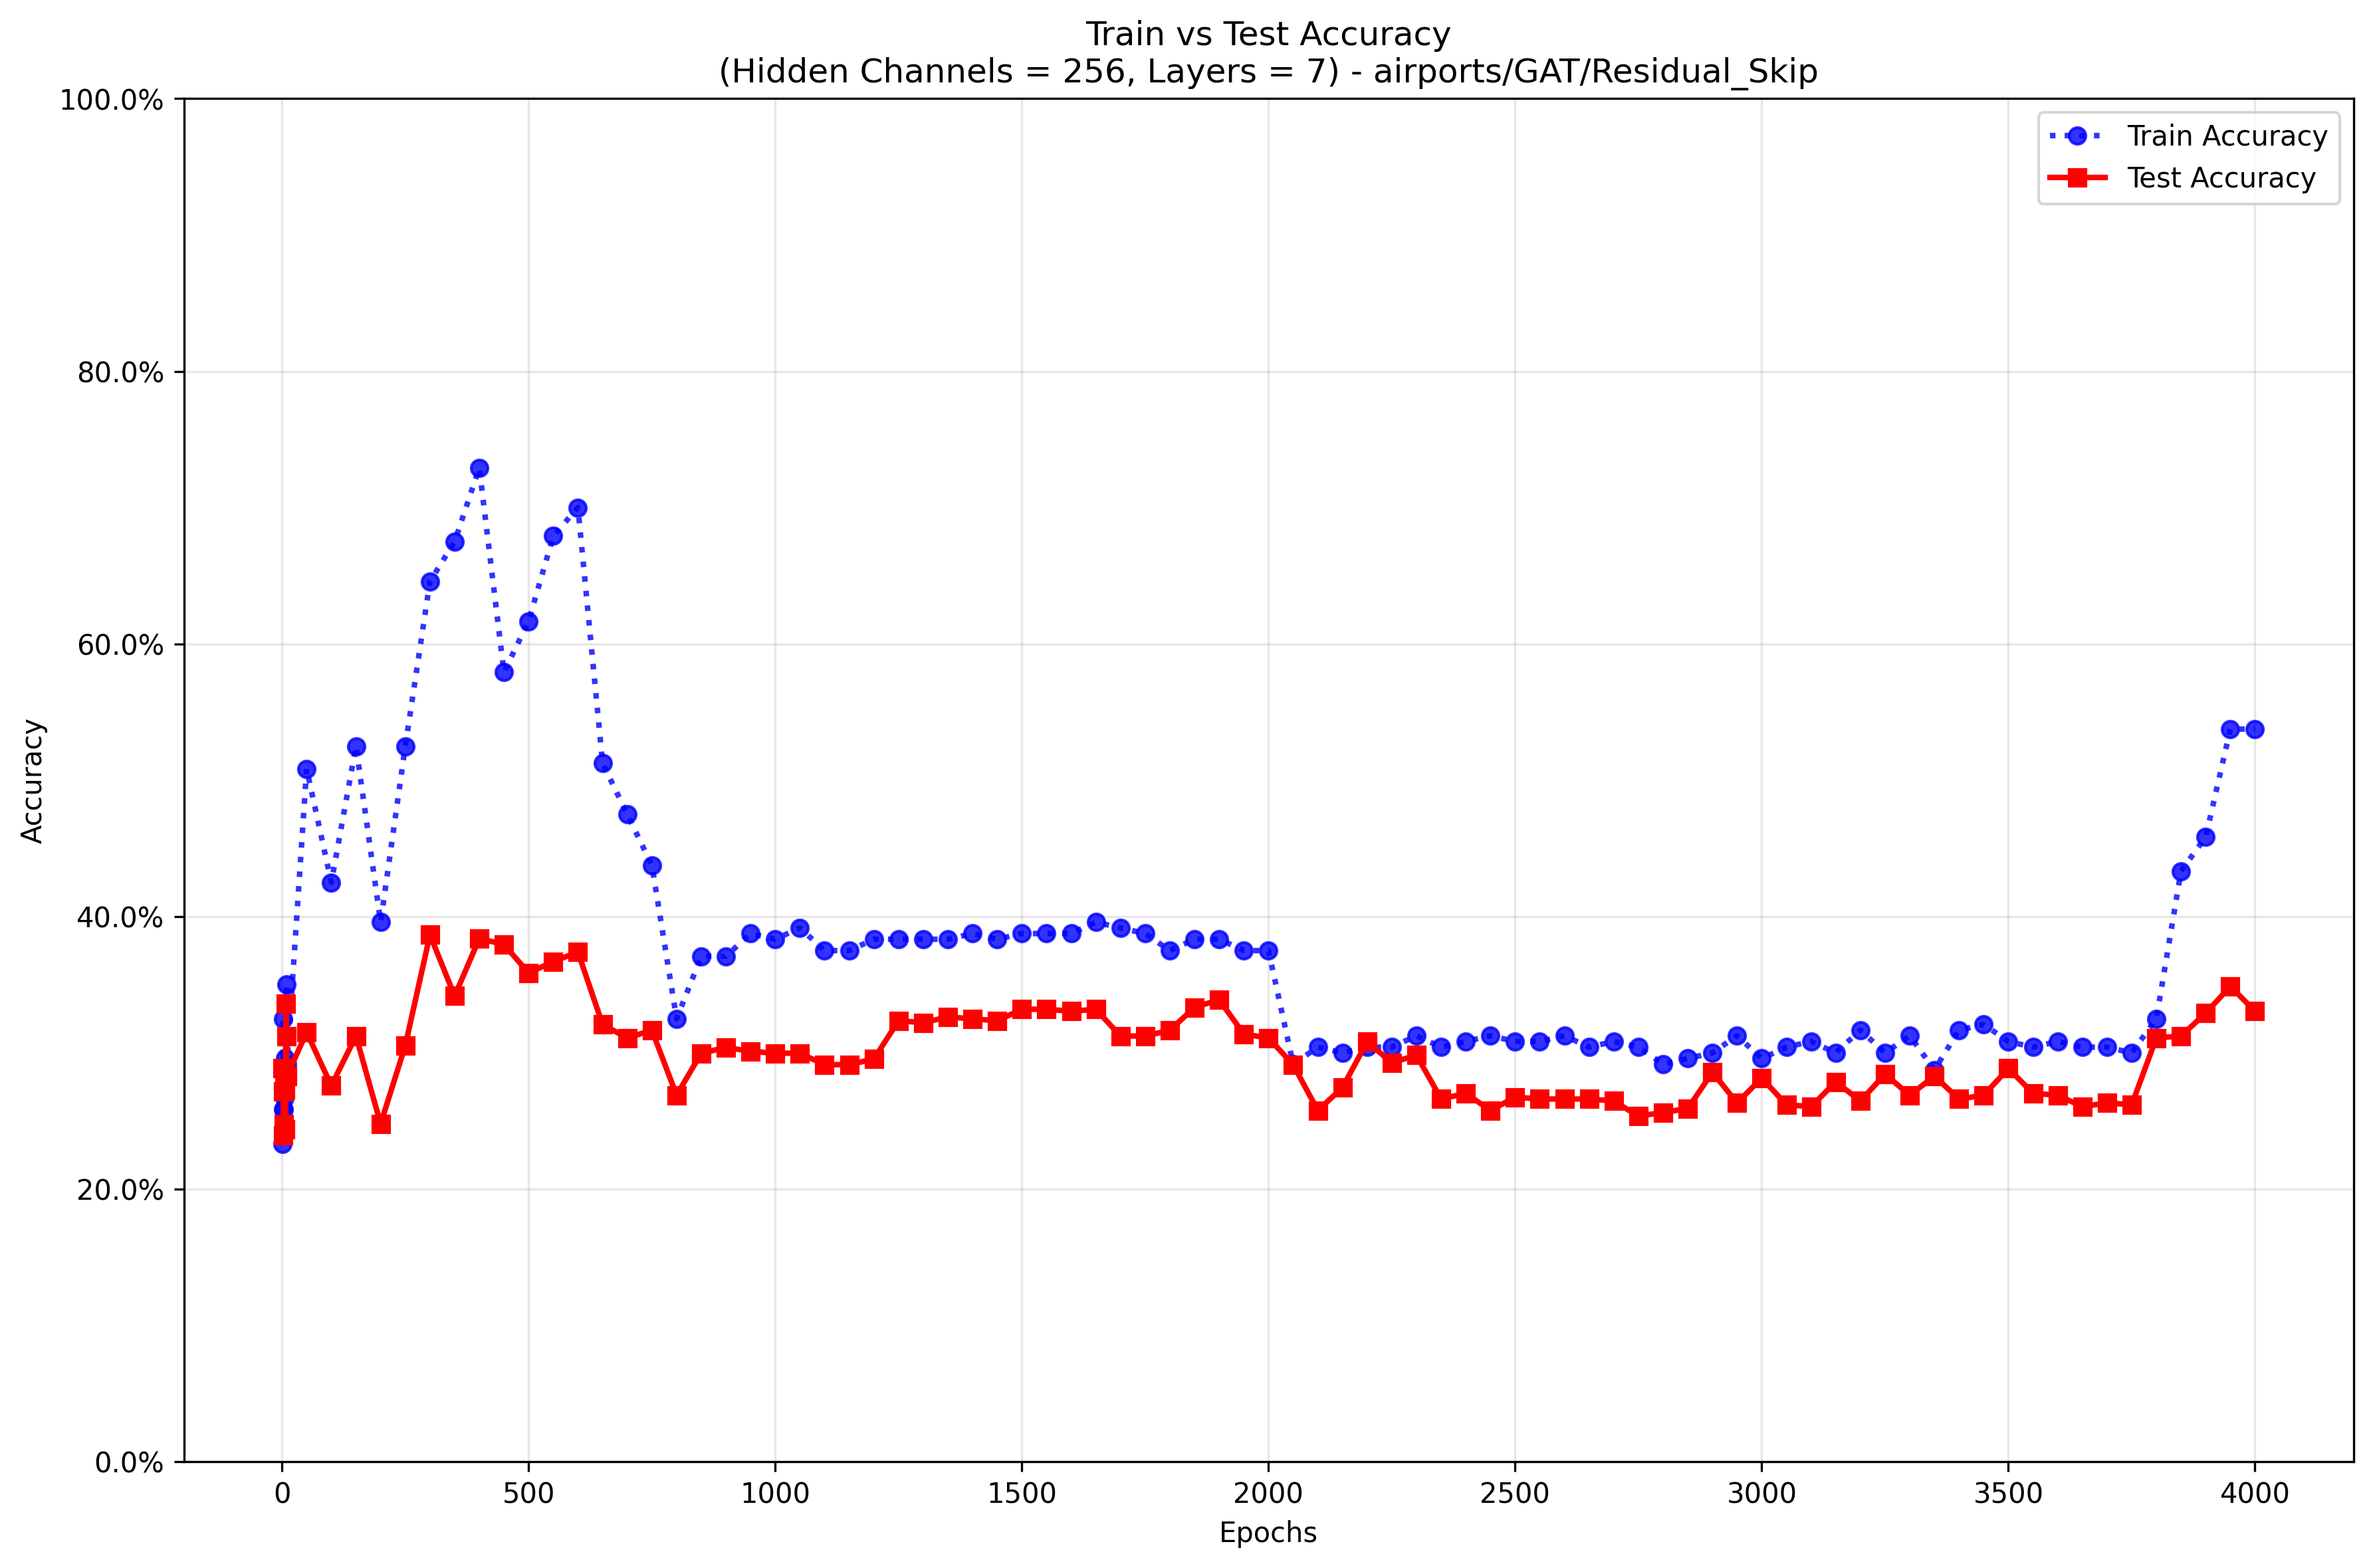 Train vs Test Accuracy
(Hidden Channels = 256, Layers = 7) - airports/GAT/Residual_Skip
Train Accuracy
Test Accuracy
Accuracy
100.0%
80.0%
60.0%
40.0%
20.0%
0.0%
0 500 1000 1500 2000 2500 3000 3500 4000
Epochs